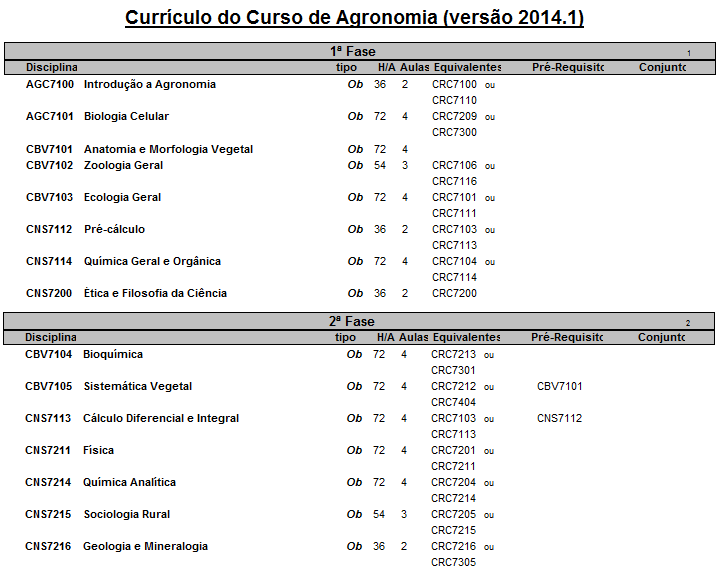 Currículo do Curso de Agronomia (versão 2014.1)
1ª Fase 1
Disciplina tipo H/A Aulas Equivalentes Pré-Requisito Conjunto
AGC7100 Introdução a Agronomia Ob 36 2 CRC7100 ou
CRC7110
AGC7101 Biologia Celular Ob 72 4 CRC7209 ou
CRC7300
CBV7101 Anatomia e Morfologia Vegetal Ob 72 4
CBV7102 Zoologia Geral Ob 54 3 CRC7106 ou
CRC7116
CBV7103 Ecologia Geral Ob 72 4 CRC7101 ou
CRC7111
CNS7112 Pré-cálculo Ob 36 2 CRC7103 ou
CRC7113
CNS7114 Química Geral e Orgânica Ob 72 4 CRC7104 ou
CRC7114
CNS7200 Ética e Filosofia da Ciência Ob 36 2 CRC7200
2ª Fase 2
Disciplina tipo H/A Aulas Equivalentes Pré-Requisito Conjunto
CBV7104 Bioquímica Ob 72 4 CRC7213 ou
CRC7301
CBV7105 Sistemática Vegetal Ob 72 4 CRC7212 ou CBV7101
CRC7404
CNS7113 Cálculo Diferencial e Integral Ob 72 4 CRC7103 ou CNS7112
CRC7113
CNS7211 Física Ob 72 4 CRC7201 ou
CRC7211
CNS7214 Química Analítica Ob 72 4 CRC7204 ou
CRC7214
CNS7215 Sociologia Rural Ob 54 3 CRC7205 ou
CRC7215
CNS7216 Geologia e Mineralogia Ob 36 2 CRC7216 ou
CRC7305